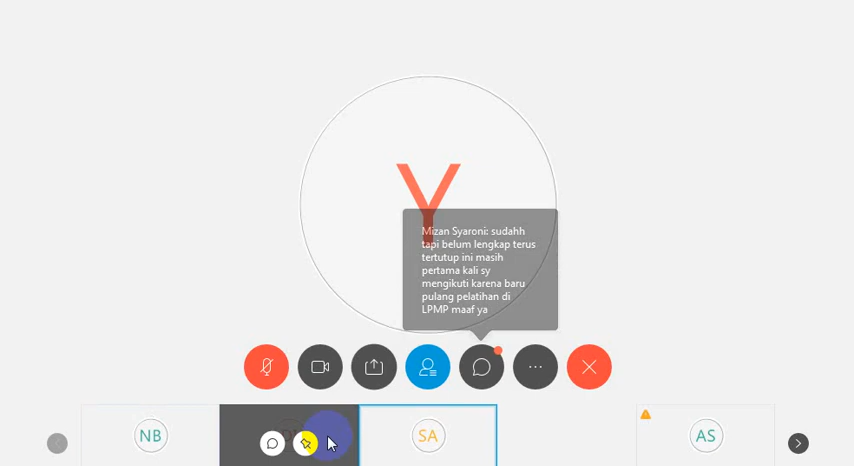 Y
Mizan Syaroni: sudahh
tapi belum lengkap terus
tertutup ini masih
pertama kali sy
mengikuti karena baru
pulang pelatihan di
LPMP maaf ya
NB
SA
AS